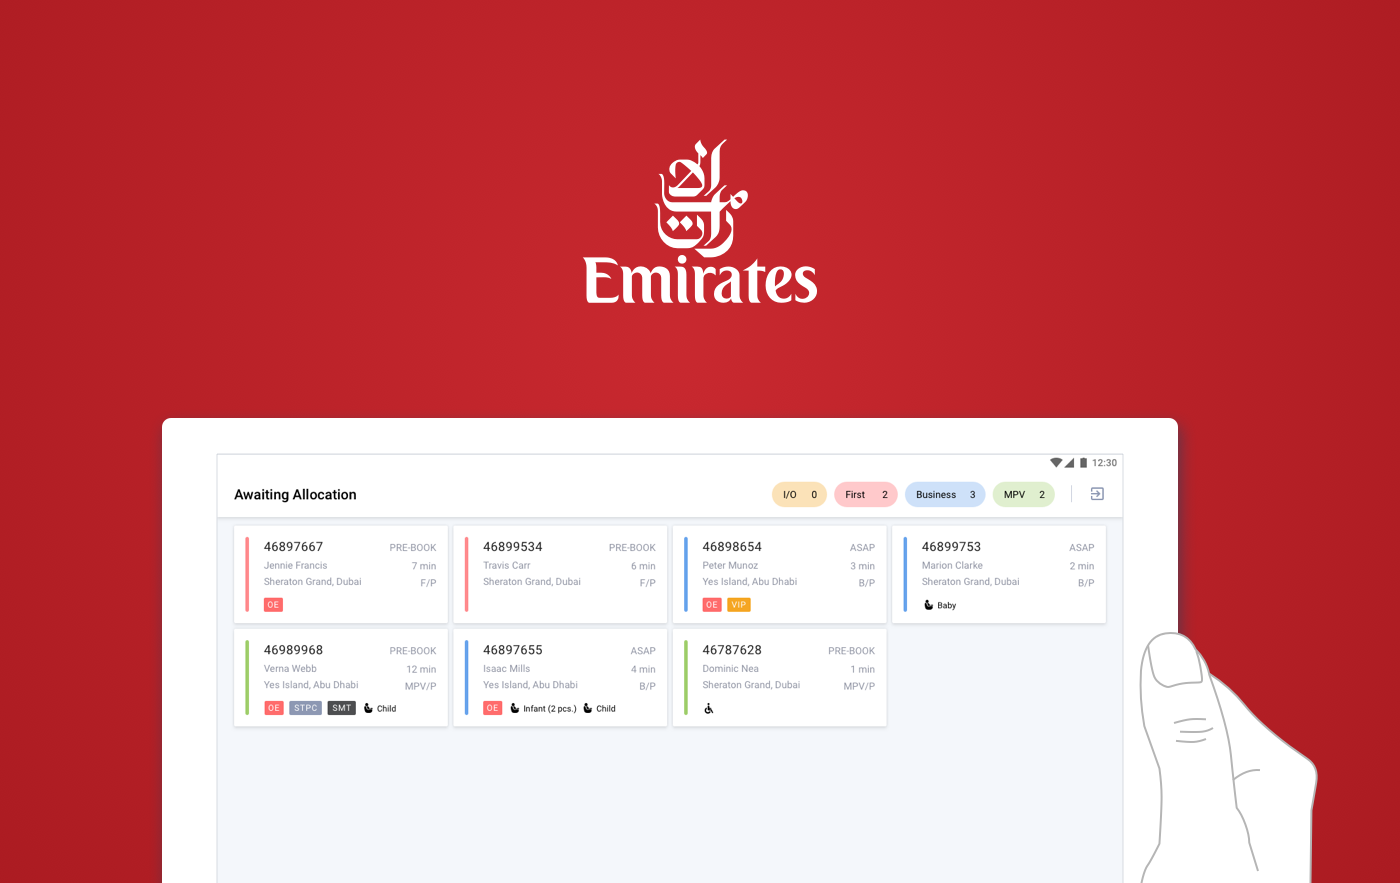 الإمارات
Emirates
12:30
Awaiting Allocation
I/O 0
First 2
Business 3
MPV 2
46897667 PRE-BOOK
Jennie Francis 7 min
Sheraton Grand, Dubai F/P
OE
46899534 PRE-BOOK
Travis Carr 6 min
Sheraton Grand, Dubai F/P
46898654 ASAP
Peter Munoz 3 min
Yes Island, Abu Dhabi B/P
OE VIP
46899753 ASAP
Marion Clarke 2 min
Sheraton Grand, Dubai B/P
Baby
46989968 PRE-BOOK
Verna Webb 12 min
Yes Island, Abu Dhabi MPV/P
OE STPC SMT Child
46897655 ASAP
Isaac Mills 4 min
Yes Island, Abu Dhabi B/P
OE Infant (2 pcs.) Child
46787628 PRE-BOOK
Dominic Nea 1 min
Sheraton Grand, Dubai MPV/P